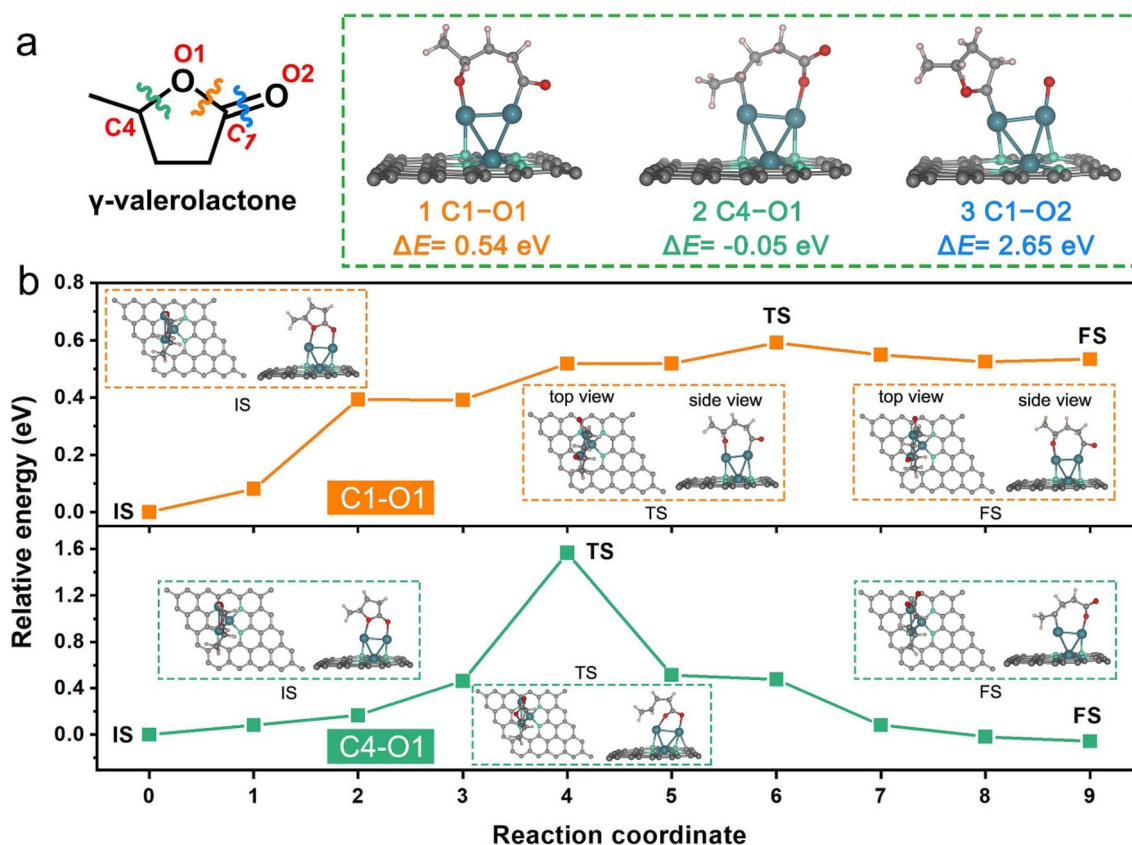 a
O1
O
O2
O
C4
C1
γ-valerolactone
1 C1−O1
ΔE= 0.54 eV
2 C4−O1
ΔE= -0.05 eV
3 C1−O2
ΔE= 2.65 eV
b
Relative energy (eV)
0.8
0.6
0.4
0.2
0.0
IS
IS
C1-O1
TS
top view
side view
TS
FS
top view
side view
FS
1.6
1.2
0.8
0.4
0.0
IS
IS
C4-O1
TS
TS
FS
FS
0 1 2 3 4 5 6 7 8 9
Reaction coordinate